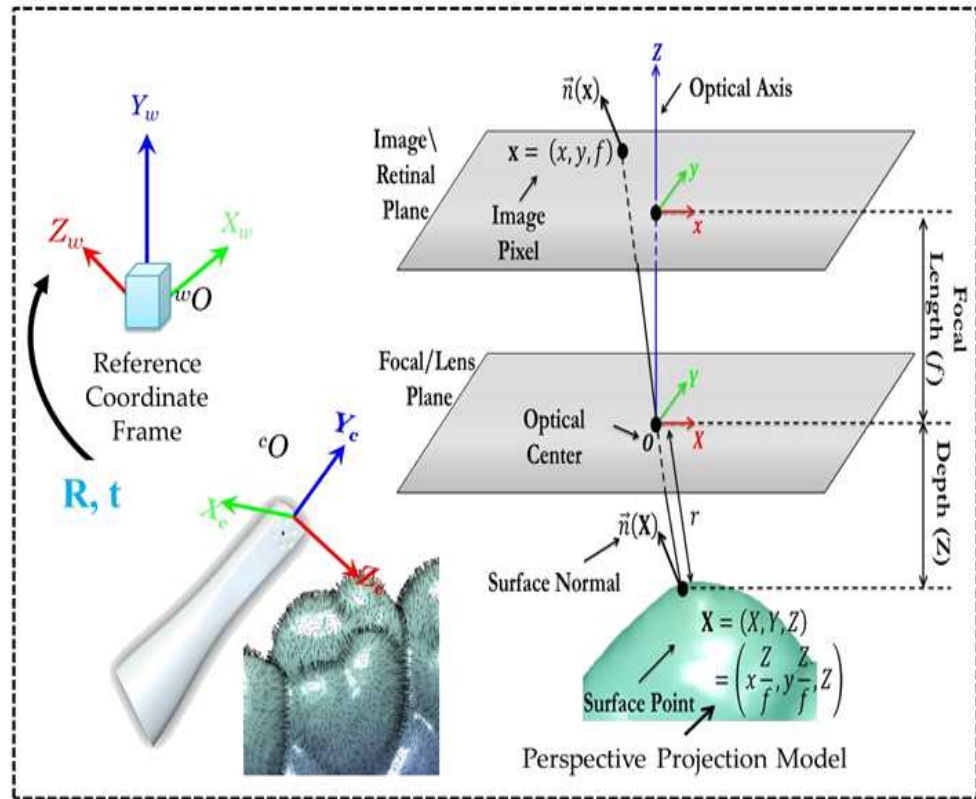 Y_w
X_w
Z_w
ʷO
Reference
Coordinate
Frame
R, t
ᶜO
Y_c
X_c
Z_c
Z
Optical Axis
n⃗(x)
Image\
Retinal
Plane
x = (x, y, f)
Image
Pixel
y
x
Focal
Length (f)
Focal/Lens
Plane
Y
X
Optical
Center
O
Depth (Z)
r
n⃗(X)
Surface
Normal
X = (X, Y, Z)
= (x Z/f, y Z/f, Z)
Surface Point
Perspective Projection Model